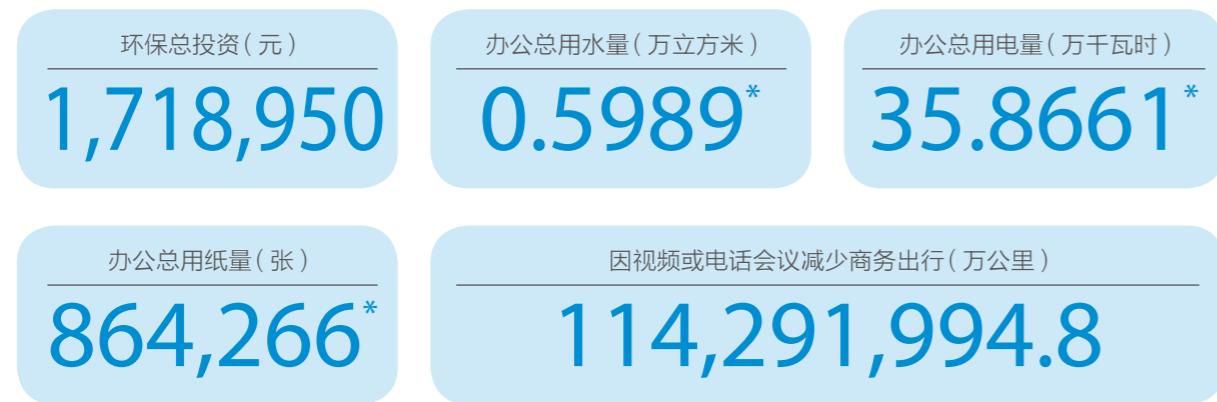 环保总投资(元)
1,718,950
办公总用水量(万立方米)
0.5989*
办公总用电量(万千瓦时)
35.8661*
办公总用纸量(张)
864,266*
因视频或电话会议减少商务出行(万公里)
114,291,994.8